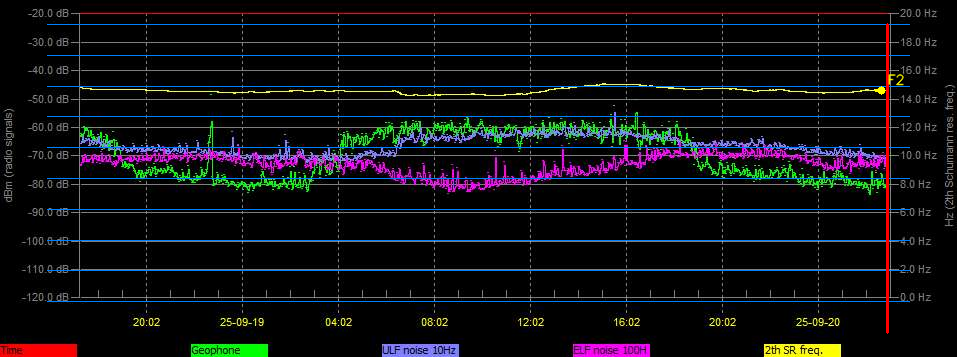 -20.0 dB 20.0 Hz
-30.0 dB 18.0 Hz
-40.0 dB 16.0 Hz
F2
-50.0 dB 14.0 Hz
-60.0 dB 12.0 Hz
-70.0 dB 10.0 Hz
-80.0 dB 8.0 Hz
-90.0 dB 6.0 Hz
-100.0 dB 4.0 Hz
-110.0 dB 2.0 Hz
-120.0 dB 0.0 Hz
dBm (radio signals)
Hz (2th Schumann res. freq.)
20:02 25-09-19 04:02 08:02 12:02 16:02 20:02 25-09-20
Time Geophone ULF noise 10Hz ELF noise 100H 2th SR freq.